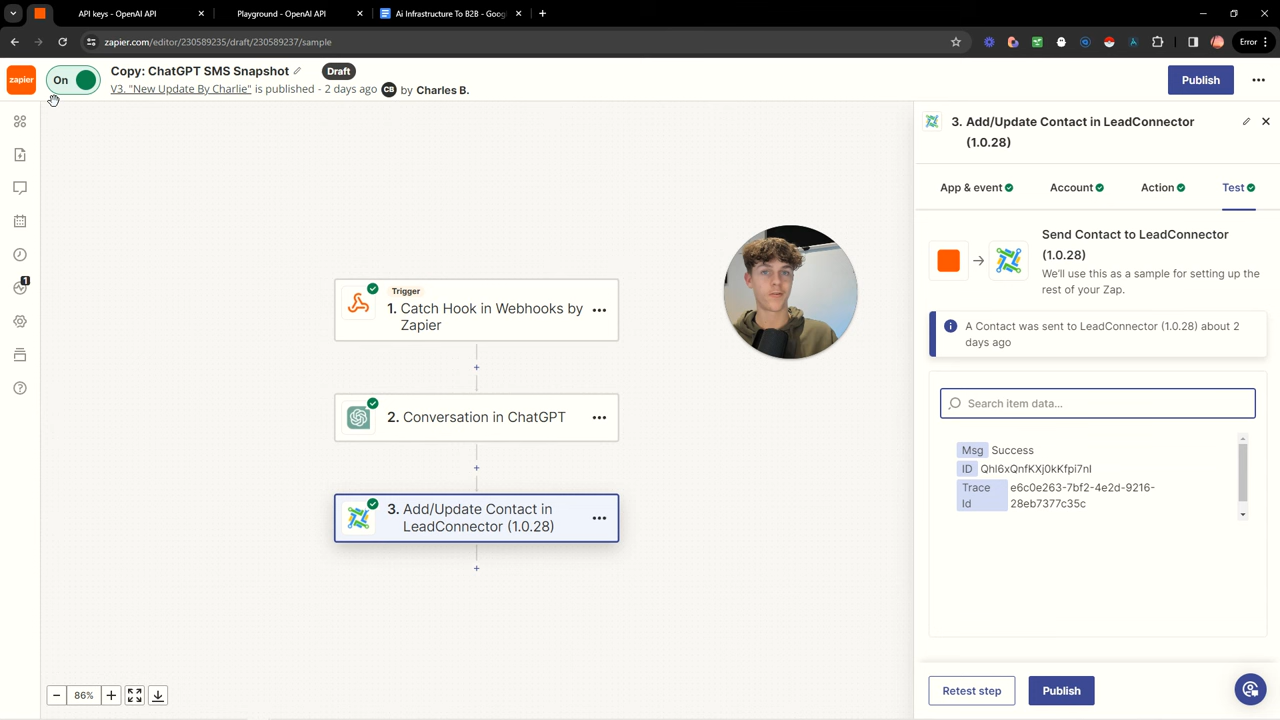 API keys - OpenAI API
Playground - OpenAI API
Ai Infrastructure To B2B - Goog
zapier.com/editor/230589235/draft/230589237/sample
Error
zapier
On
Copy: ChatGPT SMS Snapshot
Draft
V3. "New Update By Charlie" is published - 2 days ago CB by Charles B.
Publish
3. Add/Update Contact in LeadConnector
(1.0.28)
App & event
Account
Action
Test
Send Contact to LeadConnector
(1.0.28)
We'll use this as a sample for setting up the
rest of your Zap.
A Contact was sent to LeadConnector (1.0.28) about 2
days ago
Search item data...
Msg Success
ID QhI6xQnfKXj0kKfpi7nI
Trace e6c0e263-7bf2-4e2d-9216-
Id 28eb7377c35c
Trigger
1. Catch Hook in Webhooks by
Zapier
2. Conversation in ChatGPT
3. Add/Update Contact in
LeadConnector (1.0.28)
1
86%
Retest step
Publish